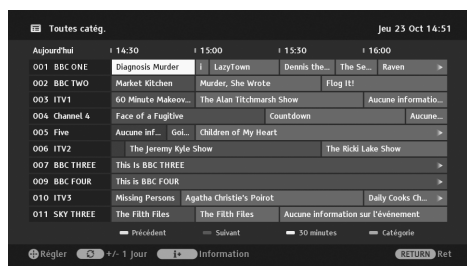 Toutes catég. Jeu 23 Oct 14:51
Aujourd'hui 14:30 15:00 15:30 16:00
001 BBC ONE Diagnosis Murder i LazyTown Dennis the... The Se... Raven
002 BBC TWO Market Kitchen Murder, She Wrote Flog It!
003 ITV1 60 Minute Makeov... The Alan Titchmarsh Show Aucune informatio...
004 Channel 4 Face of a Fugitive Countdown Aucune...
005 Five Aucune inf... Goi... Children of My Heart
006 ITV2 The Jeremy Kyle Show The Ricki Lake Show
007 BBC THREE This Is BBC THREE
009 BBC FOUR This is BBC FOUR
010 ITV3 Missing Persons Agatha Christie's Poirot Daily Cooks Ch...
011 SKY THREE The Filth Files The Filth Files Aucune information sur l'événement
Précédent Suivant 30 minutes Catégorie
Régler +/- 1 Jour i+ Information RETURN Ret